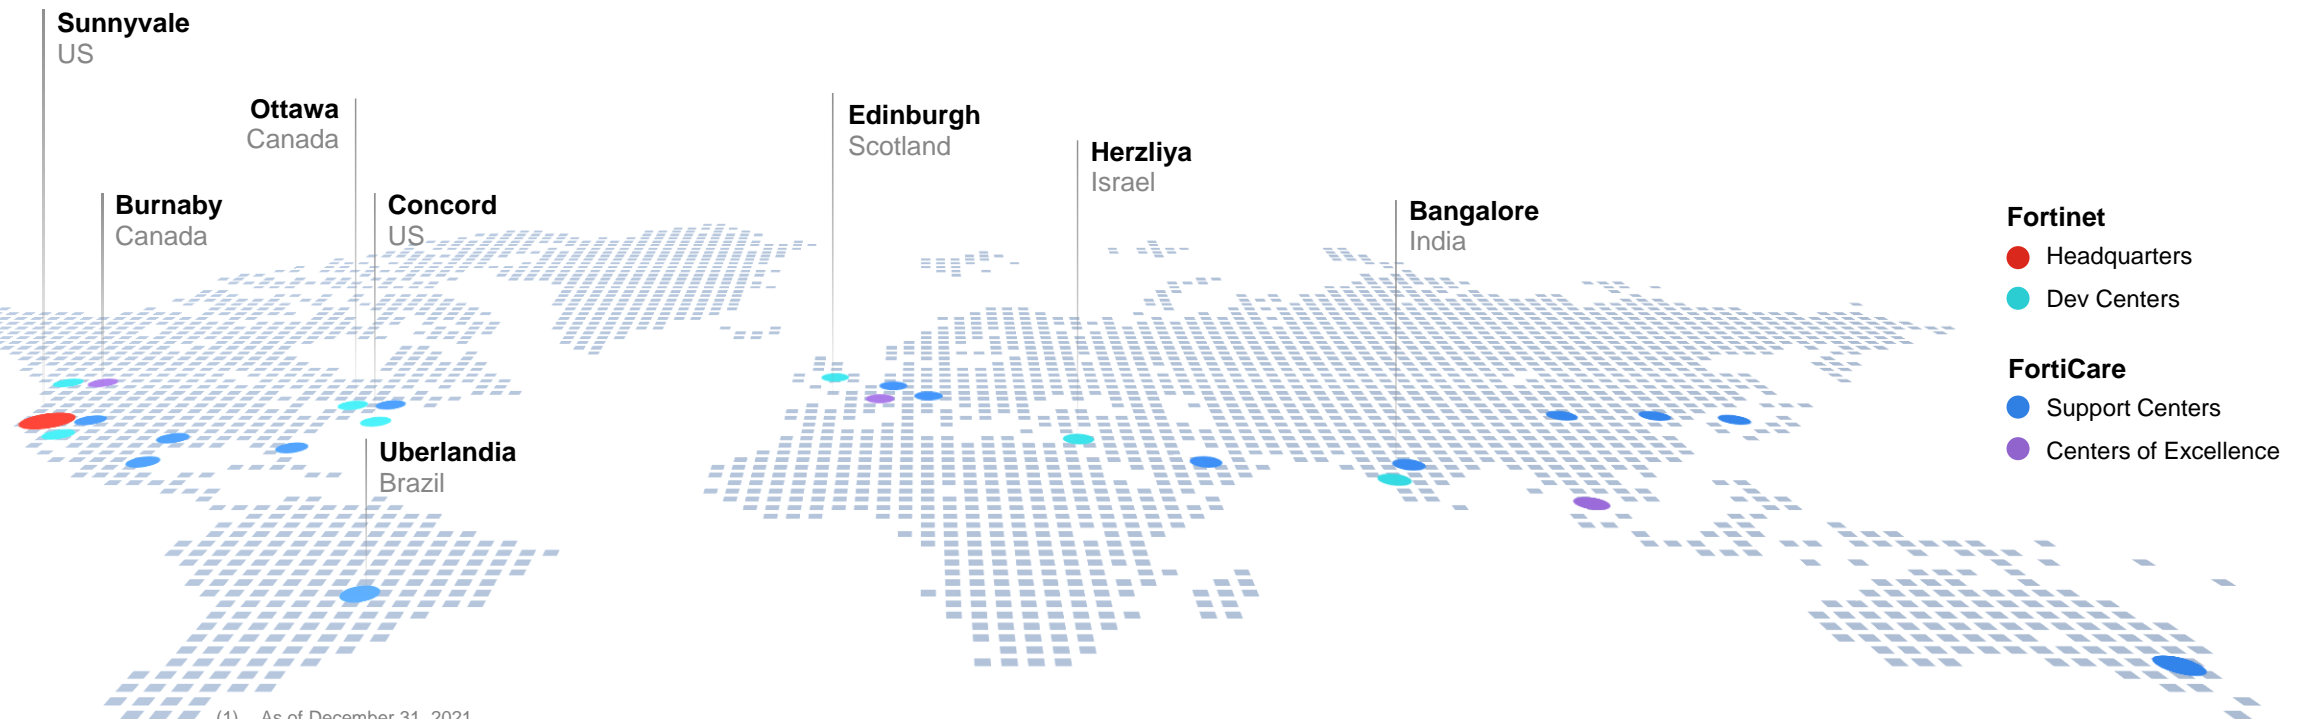 Sunnyvale
US
Ottawa
Canada
Burnaby
Canada
Concord
US
Edinburgh
Scotland
Herzliya
Israel
Bangalore
India
Uberlandia
Brazil
Fortinet
Headquarters
Dev Centers
FortiCare
Support Centers
Centers of Excellence
(1) As of December 31, 2021